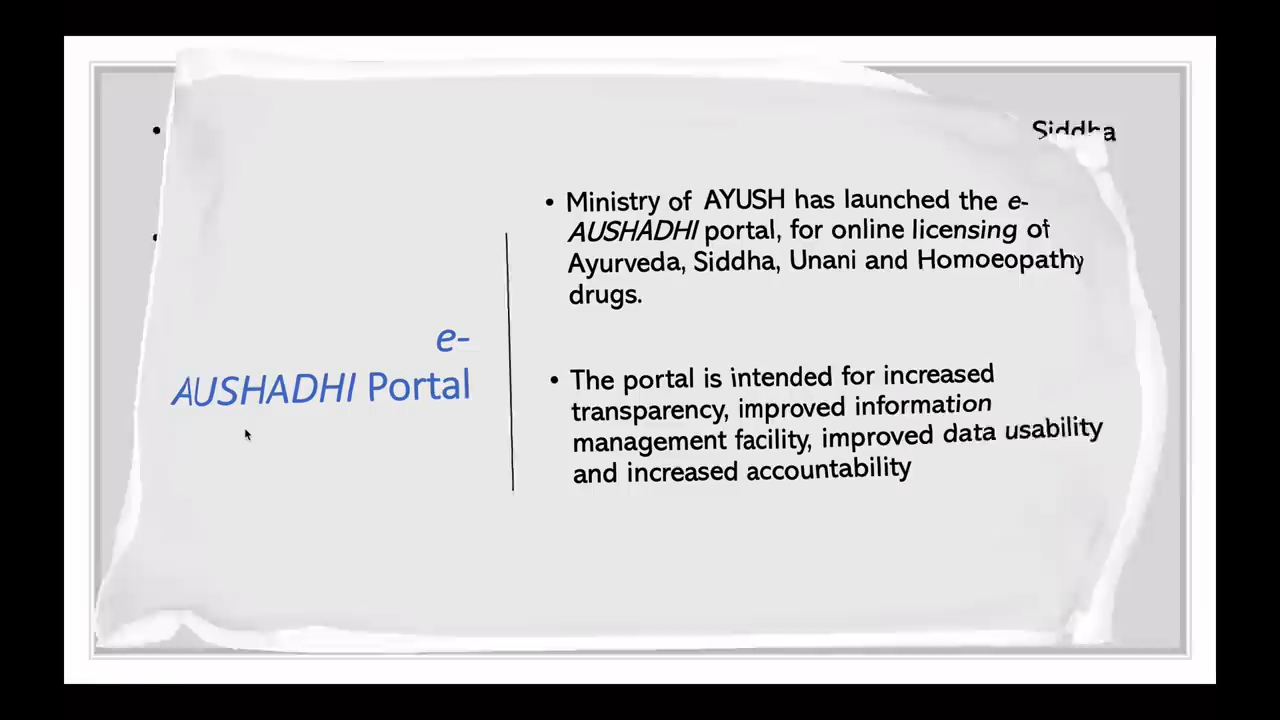 Siddha
e-
AUSHADHI Portal
• Ministry of AYUSH has launched the e-
AUSHADHI portal, for online licensing of
Ayurveda, Siddha, Unani and Homoeopathy
drugs.
• The portal is intended for increased
transparency, improved information
management facility, improved data usability
and increased accountability